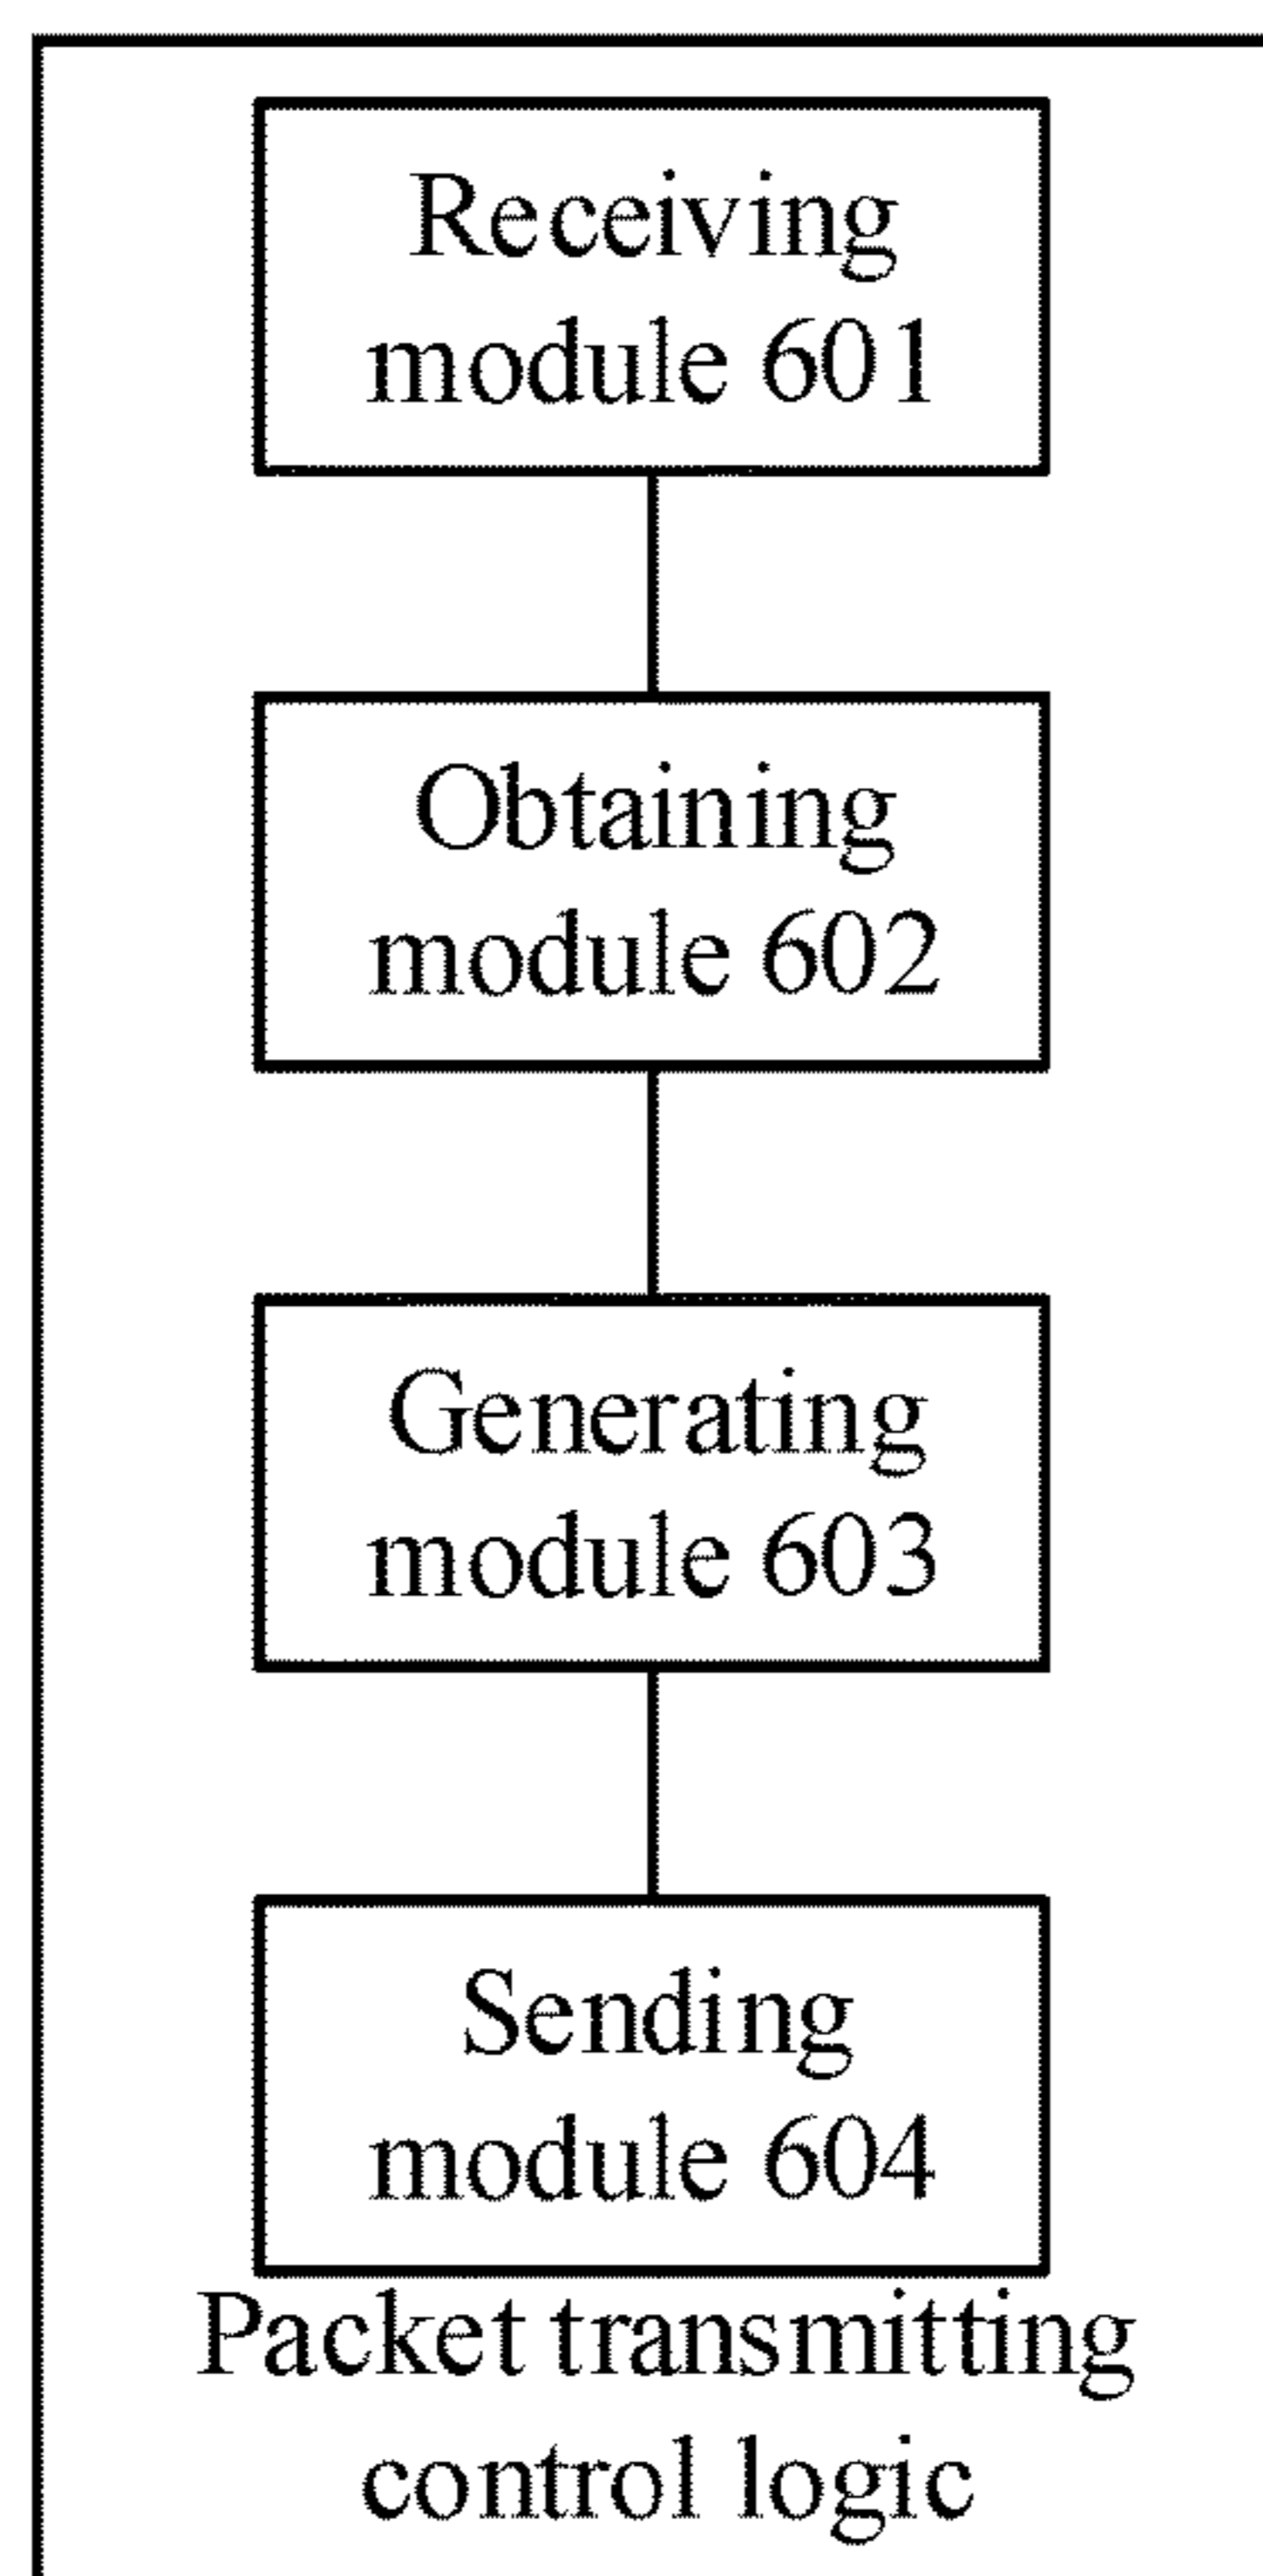 Receiving
module 601
Obtaining
module 602
Generating
module 603
Sending
module 604
Packet transmitting
control logic